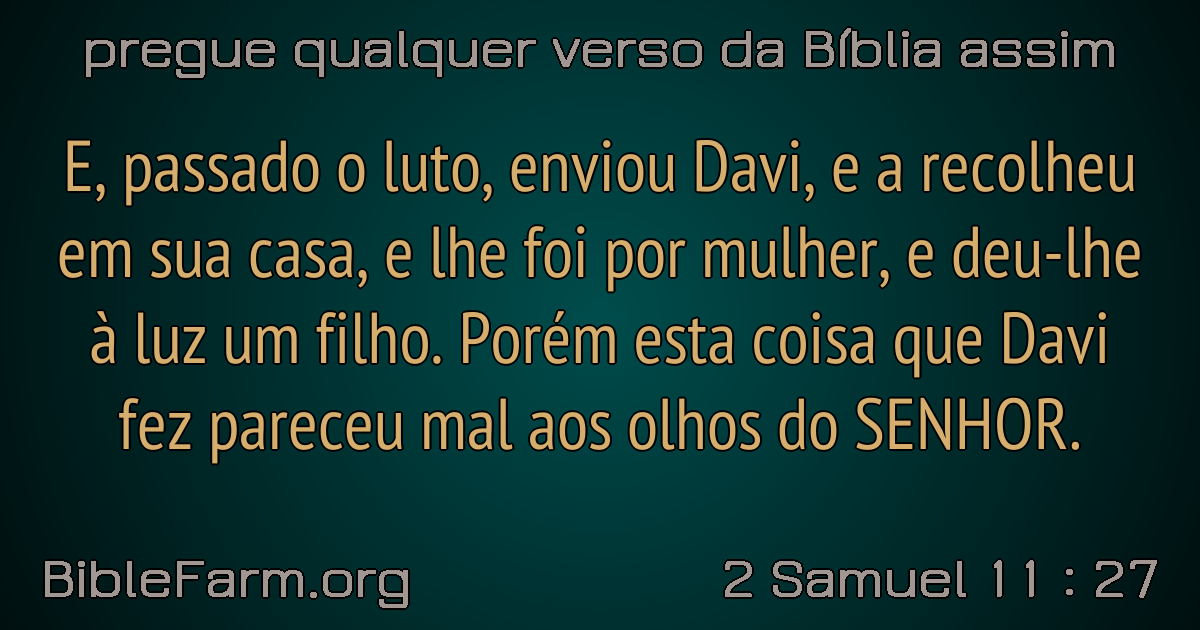 pregue qualquer verso da Bíblia assim
E, passado o luto, enviou Davi, e a recolheu
em sua casa, e lhe foi por mulher, e deu-lhe
à luz um filho. Porém esta coisa que Davi
fez pareceu mal aos olhos do SENHOR.
BibleFarm.org
2 Samuel 11 : 27